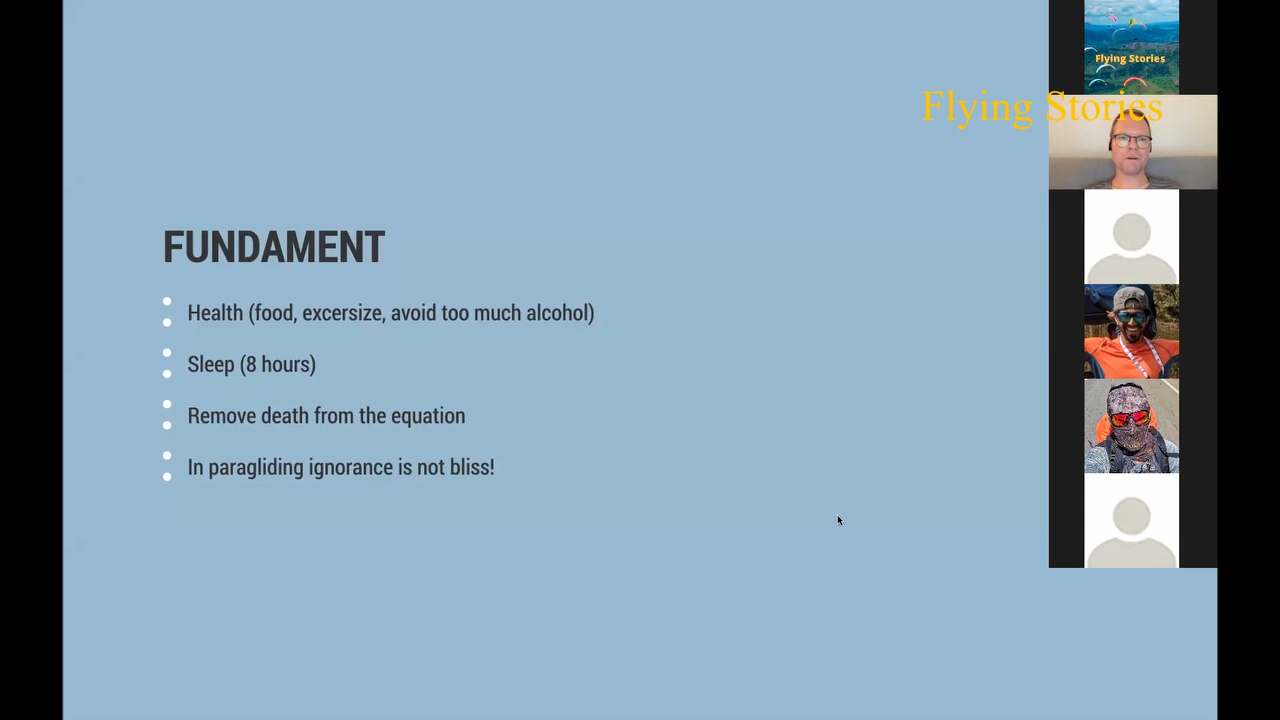 Flying Stories
Flying Stories
FUNDAMENT
Health (food, excersize, avoid too much alcohol)
Sleep (8 hours)
Remove death from the equation
In paragliding ignorance is not bliss!